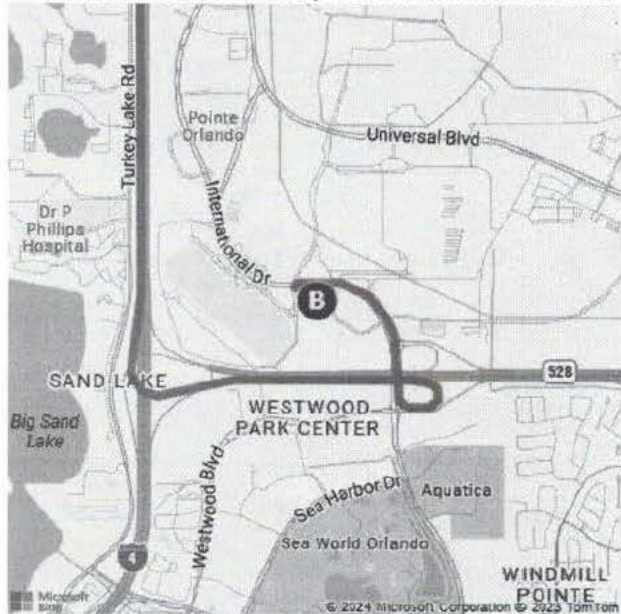 Turkey Lake Rd
Pointe
Orlando
Universal Blvd
International Dr
Dr P
Phillips
Hospital
B
528
SAND LAKE
WESTWOOD
PARK CENTER
Big Sand
Lake
Westwood Blvd
Sea Harbor Dr
Aquatica
Sea World Orlando
4
WINDMILL
POINTE
Microsoft
Bing
© 2024 Microsoft Corporation © 2023 TomTom